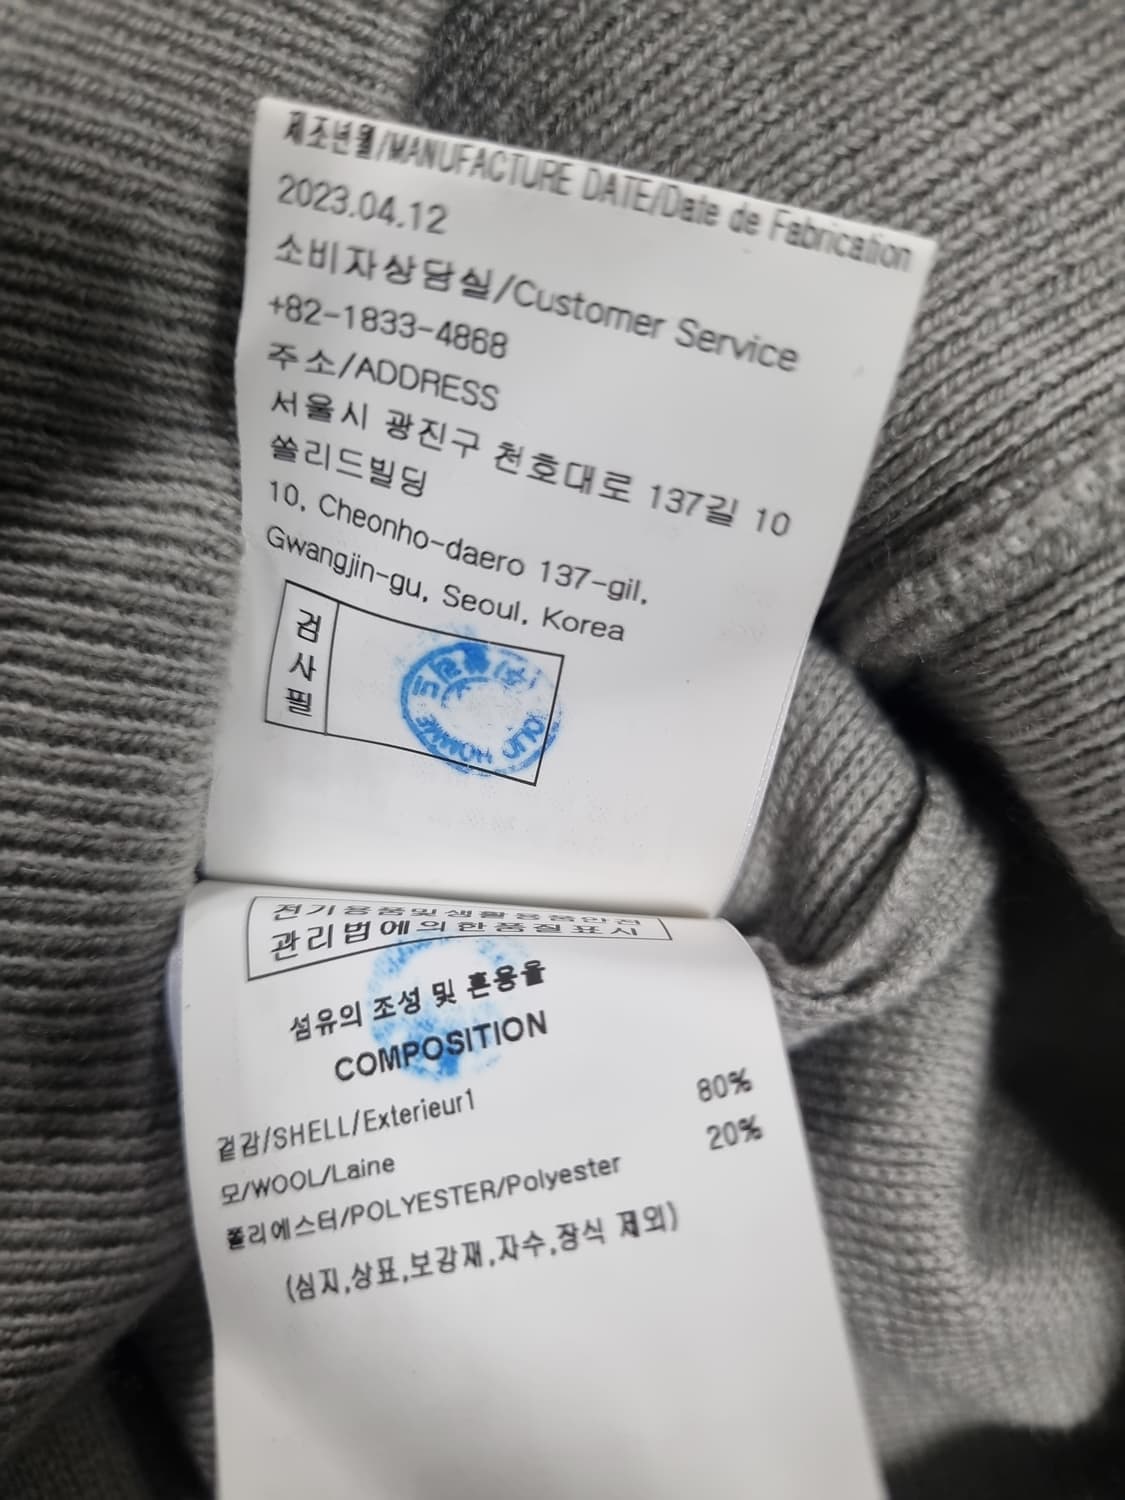 제조년월/MANUFACTURE DATE/Date de Fabrication
2023.04.12
소비자상담실/Customer Service
+82-1833-4868
주소/ADDRESS
서울시 광진구 천호대로 137길 10
쏠리드빌딩
10, Cheonho-daero 137-gil,
Gwangjin-gu, Seoul, Korea
검사필
HOMME
전기용품및생활용품안전
관리법에의한품질표시
섬유의 조성 및 혼용율
COMPOSITION
겉감/SHELL/Exterieur1
모/WOOL/Laine 80%
폴리에스터/POLYESTER/Polyester 20%
(심지,상표,보강재,자수,장식 제외)